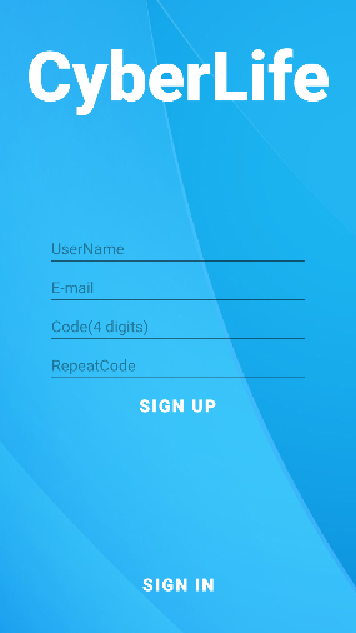 CyberLife
UserName
E-mail
Code(4 digits)
RepeatCode
SIGN UP
SIGN IN